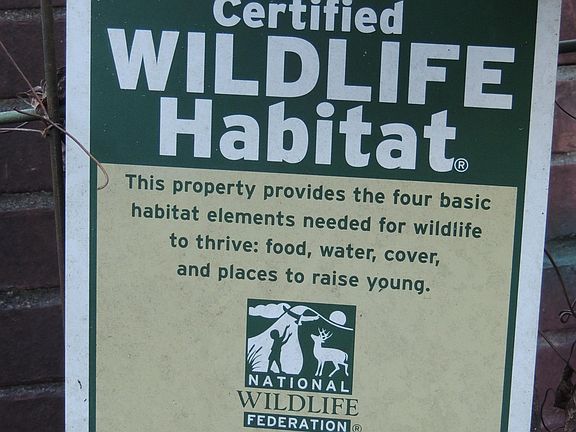 Certified
WILDLIFE
Habitat®
This property provides the four basic
habitat elements needed for wildlife
to thrive: food, water, cover,
and places to raise young.
NATIONAL
WILDLIFE
FEDERATION®